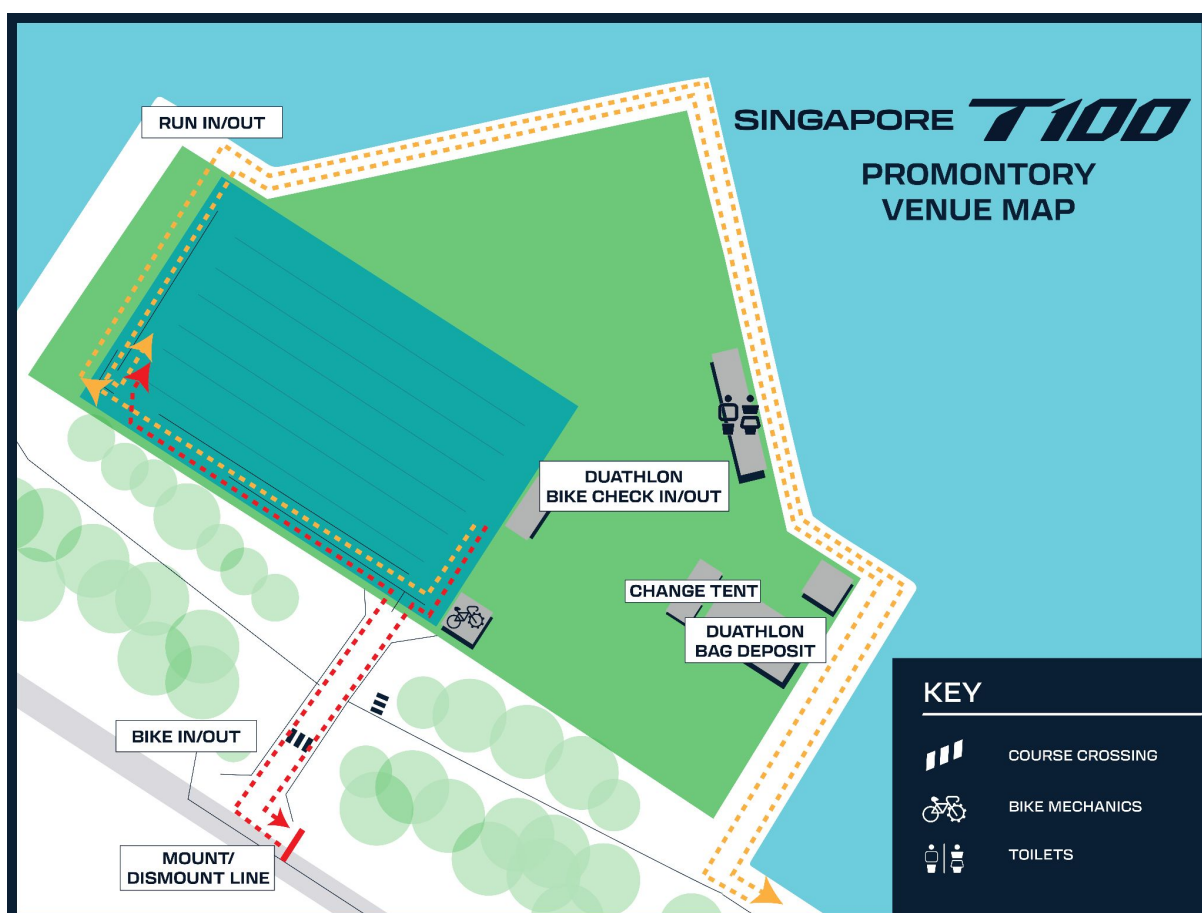 RUN IN/OUT
SINGAPORE T100
PROMONTORY
VENUE MAP
DUATHLON
BIKE CHECK IN/OUT
CHANGE TENT
DUATHLON
BAG DEPOSIT
BIKE IN/OUT
MOUNT/
DISMOUNT LINE
KEY
COURSE CROSSING
BIKE MECHANICS
TOILETS